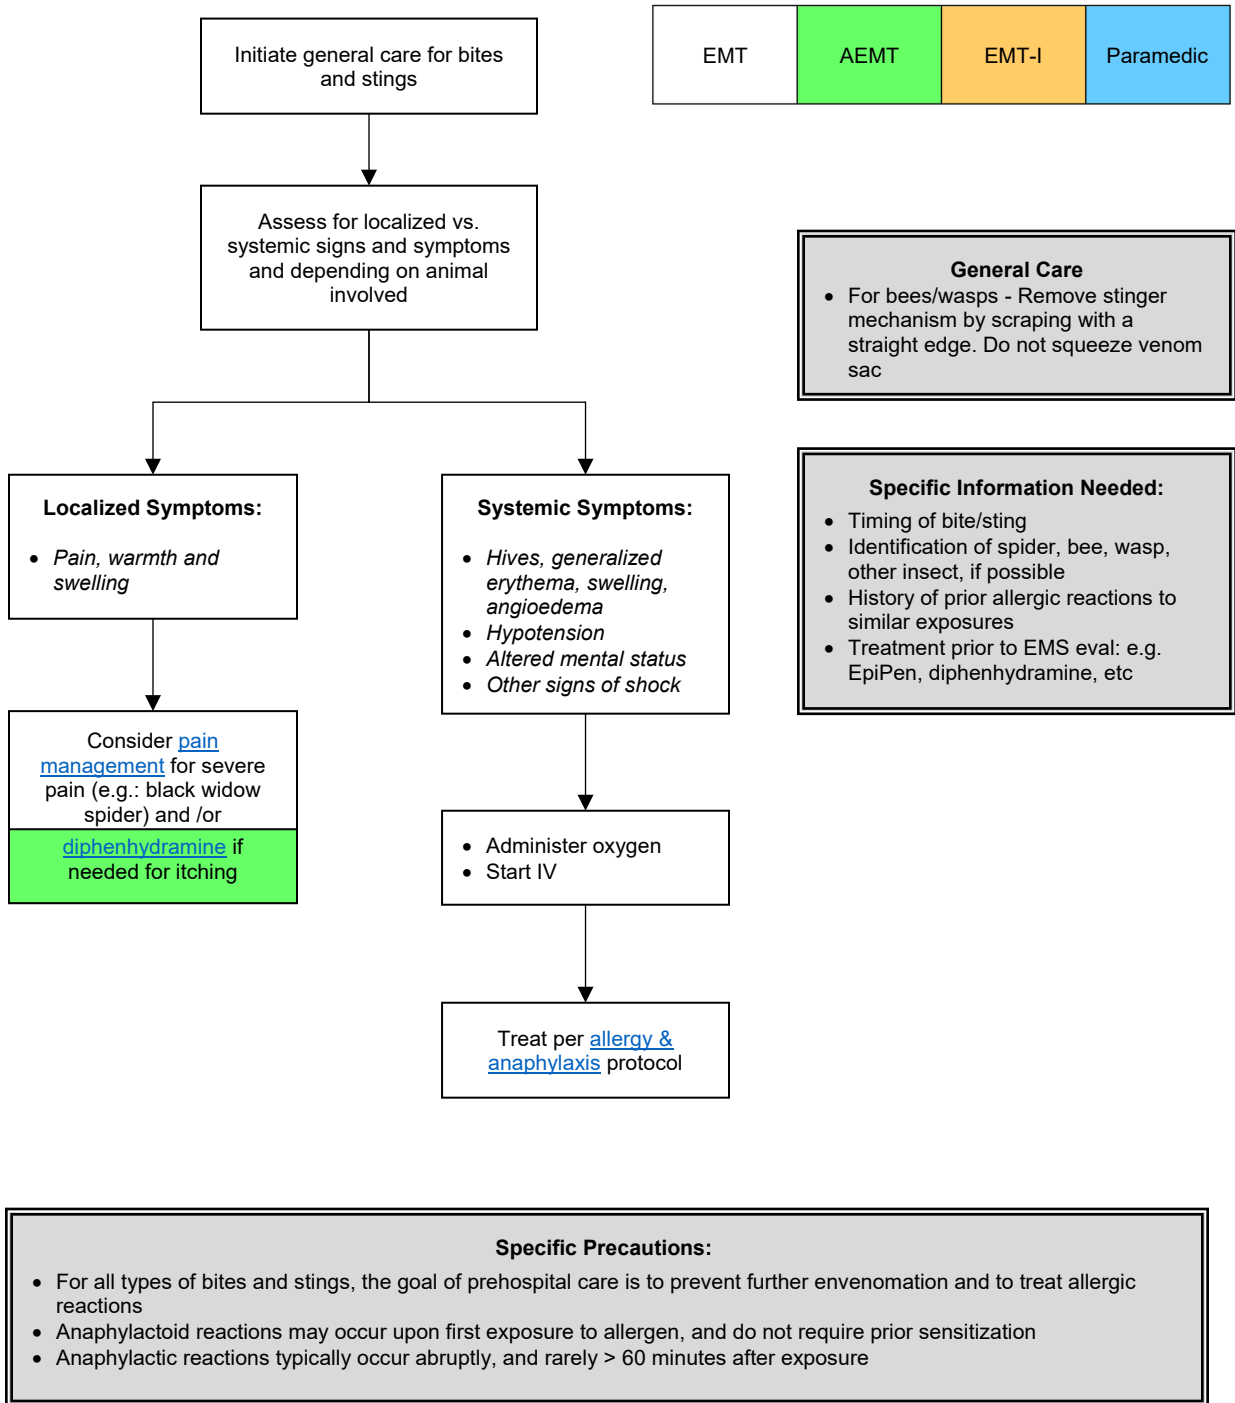 Initiate general care for bites
and stings
EMT
AEMT
EMT-I
Paramedic
Assess for localized vs.
systemic signs and symptoms
and depending on animal
involved
General Care
• For bees/wasps - Remove stinger
mechanism by scraping with a
straight edge. Do not squeeze venom
sac
Localized Symptoms:
• Pain, warmth and
swelling
Systemic Symptoms:
• Hives, generalized
erythema, swelling,
angioedema
• Hypotension
• Altered mental status
• Other signs of shock
Specific Information Needed:
• Timing of bite/sting
• Identification of spider, bee, wasp,
other insect, if possible
• History of prior allergic reactions to
similar exposures
• Treatment prior to EMS eval: e.g.
EpiPen, diphenhydramine, etc
Consider pain
management for severe
pain (e.g.: black widow
spider) and /or
diphenhydramine if
needed for itching
• Administer oxygen
• Start IV
Treat per allergy &
anaphylaxis protocol
Specific Precautions:
• For all types of bites and stings, the goal of prehospital care is to prevent further envenomation and to treat allergic
reactions
• Anaphylactoid reactions may occur upon first exposure to allergen, and do not require prior sensitization
• Anaphylactic reactions typically occur abruptly, and rarely > 60 minutes after exposure